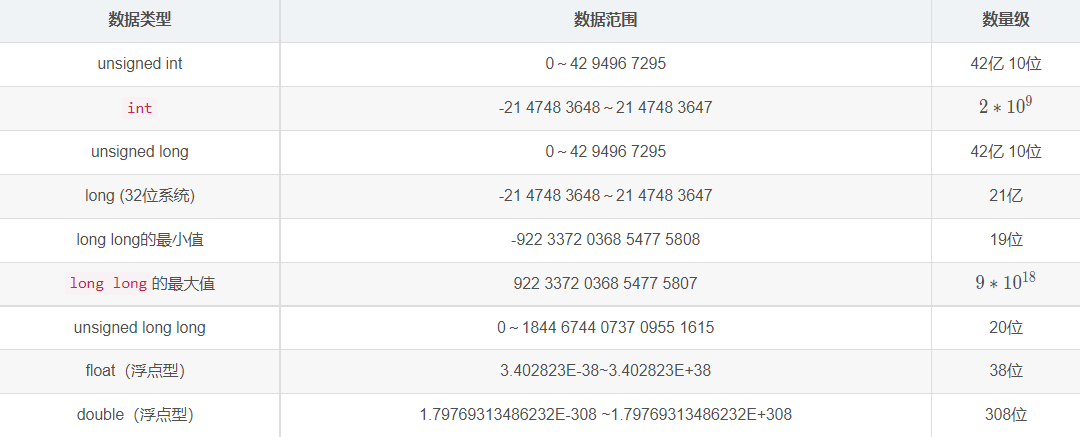 数据类型 数据范围 数量级
unsigned int 0～42 9496 7295 42亿 10位
int -21 4748 3648～21 4748 3647 2 ∗ 10^9
unsigned long 0～42 9496 7295 42亿 10位
long (32位系统) -21 4748 3648～21 4748 3647 21亿
long long的最小值 -922 3372 0368 5477 5808 19位
long long 的最大值 922 3372 0368 5477 5807 9 ∗ 10^18
unsigned long long 0～1844 6744 0737 0955 1615 20位
float（浮点型） 3.402823E-38~3.402823E+38 38位
double（浮点型） 1.79769313486232E-308 ~1.79769313486232E+308 308位